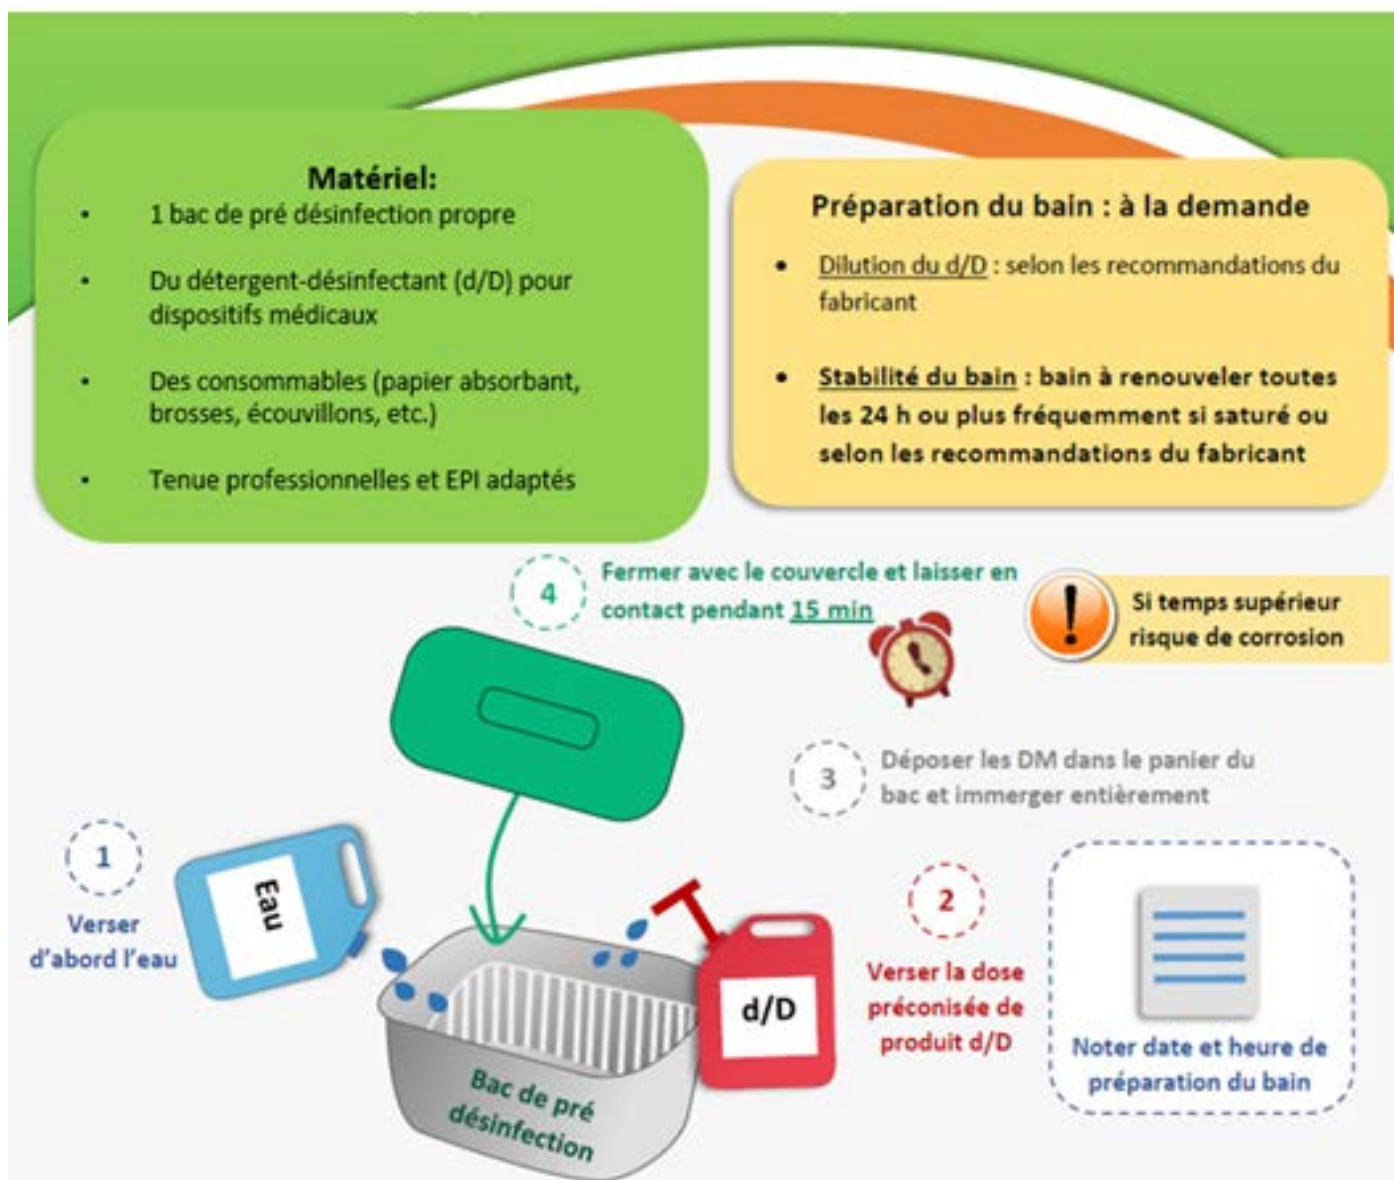 Matériel:
• 1 bac de pré désinfection propre
• Du détergent-désinfectant (d/D) pour
dispositifs médicaux
• Des consommables (papier absorbant,
brosses, écouvillons, etc.)
• Tenue professionnelles et EPI adaptés
Préparation du bain : à la demande
• Dilution du d/D : selon les recommandations du
fabricant
• Stabilité du bain : bain à renouveler toutes
les 24 h ou plus fréquemment si saturé ou
selon les recommandations du fabricant
4
Fermer avec le couvercle et laisser en
contact pendant 15 min
!
Si temps supérieur
risque de corrosion
3
Déposer les DM dans le panier du
bac et immerger entièrement
1
Verser
d'abord l'eau
Eau
d/D
2
Verser la dose
préconisée de
produit d/D
Noter date et heure de
préparation du bain
Bac de pré
désinfection